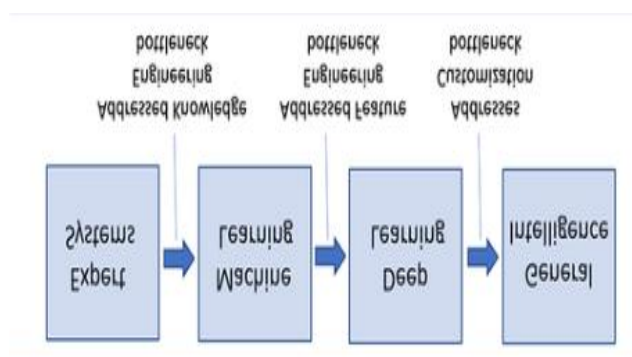 Expert
Systems
Machine
Learning
Deep
Learning
General
Intelligence
Addressed Knowledge
Engineering
bottleneck
Addressed Feature
Engineering
bottleneck
Addresses
Customization
bottleneck